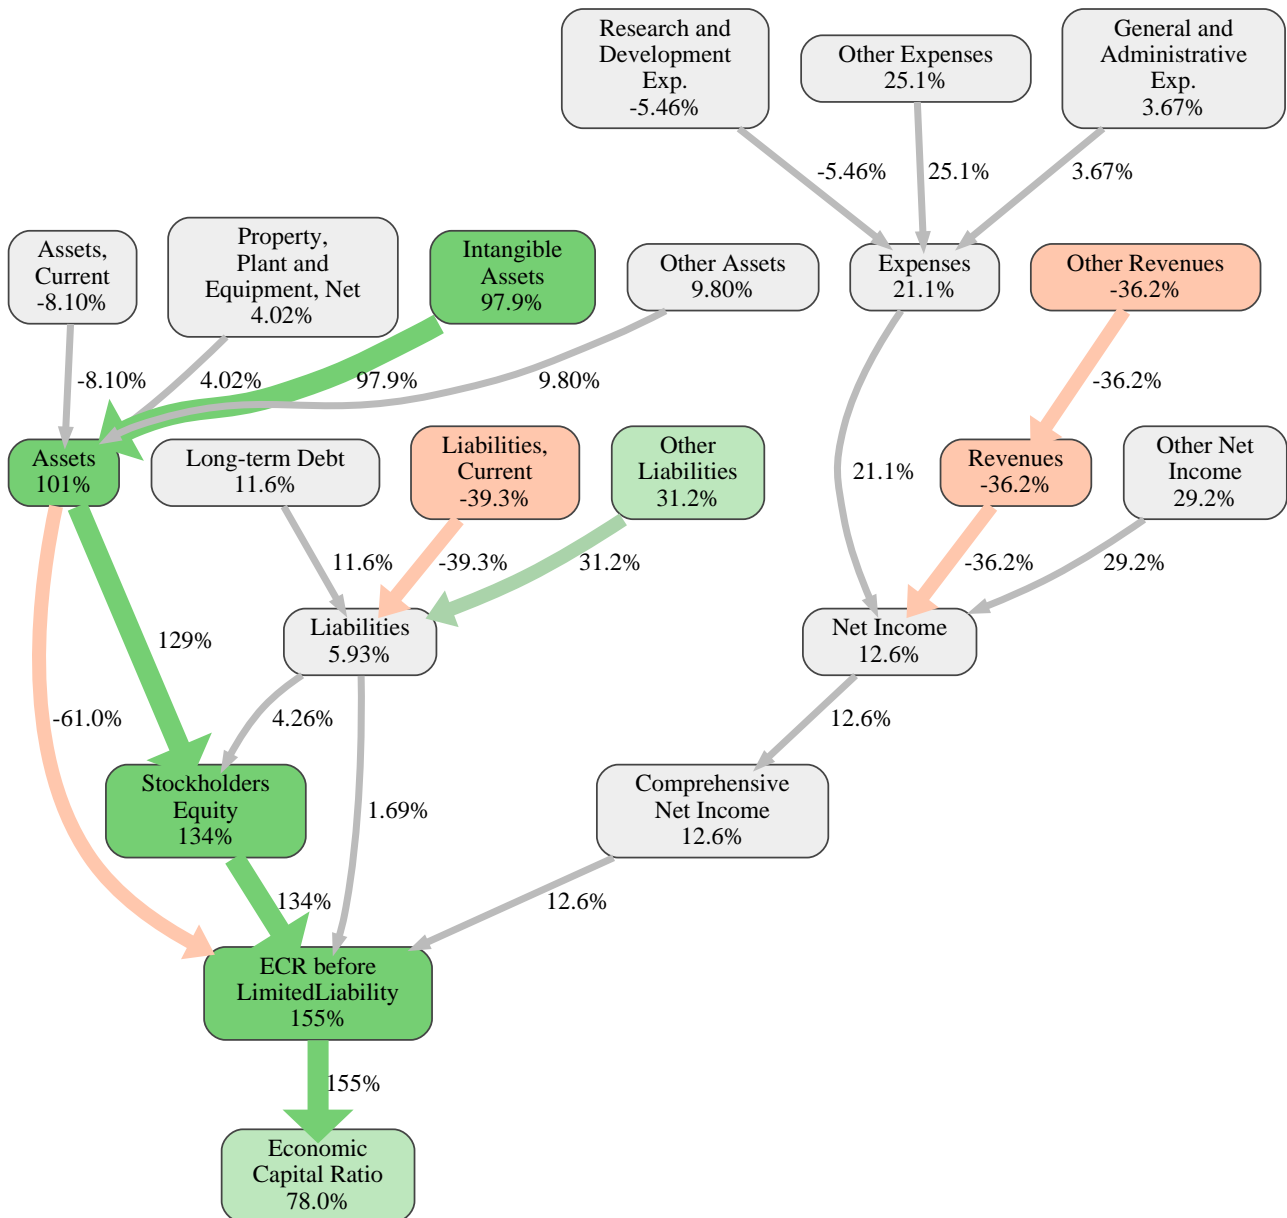 Research and
Development
Exp.
-5.46%
Other Expenses
25.1%
General and
Administrative
Exp.
3.67%
-5.46%
25.1%
3.67%
Assets,
Current
-8.10%
Property,
Plant and
Equipment, Net
4.02%
Intangible
Assets
97.9%
Other Assets
9.80%
Expenses
21.1%
Other Revenues
-36.2%
-8.10%
4.02%
97.9%
9.80%
-36.2%
Assets
101%
Long-term Debt
11.6%
Liabilities,
Current
-39.3%
Other
Liabilities
31.2%
21.1%
Revenues
-36.2%
Other Net
Income
29.2%
11.6%
-39.3%
31.2%
-36.2%
29.2%
129%
Liabilities
5.93%
Net Income
12.6%
-61.0%
4.26%
12.6%
Stockholders
Equity
134%
1.69%
Comprehensive
Net Income
12.6%
134%
12.6%
ECR before
LimitedLiability
155%
155%
Economic
Capital Ratio
78.0%